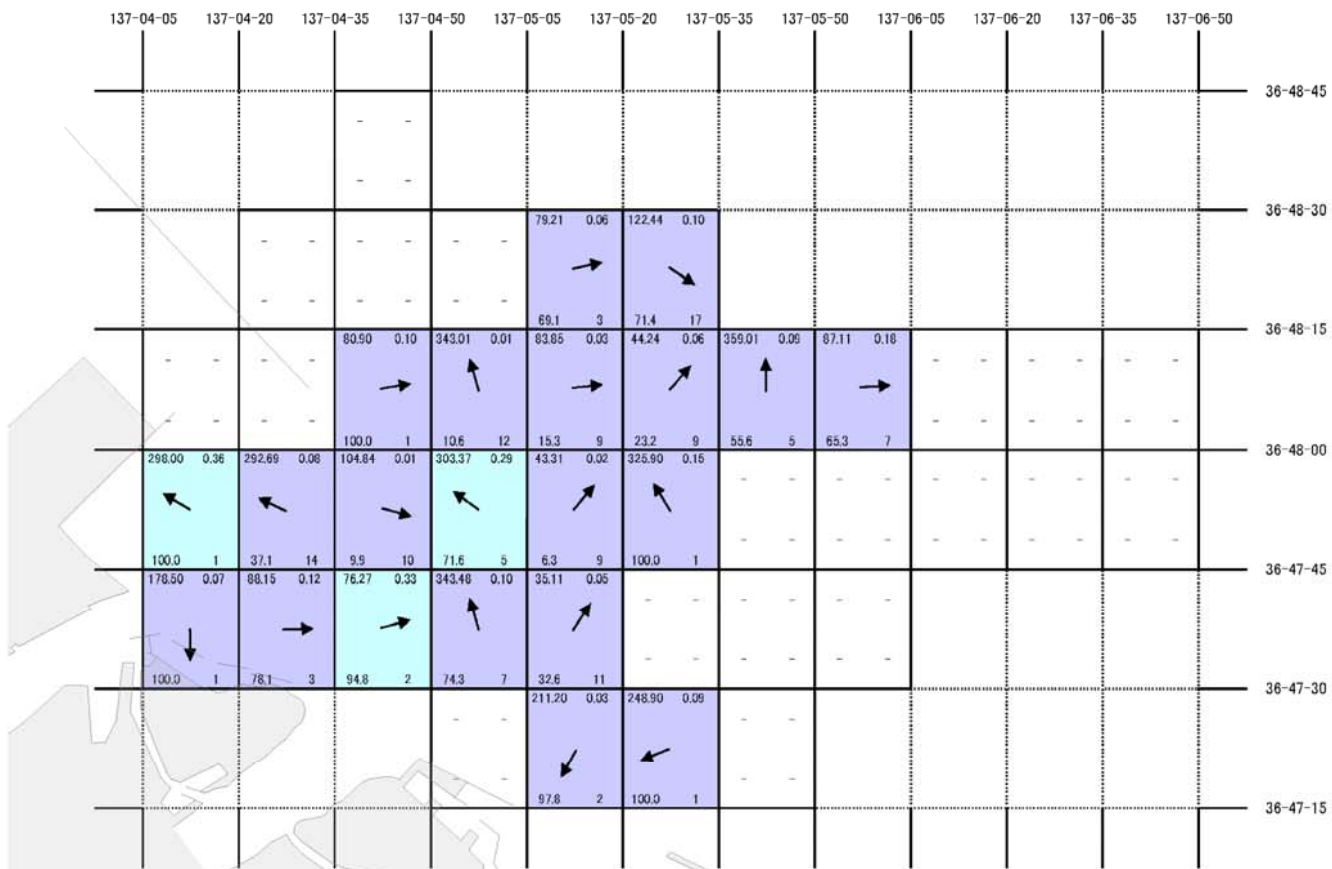 137-04-05 137-04-20 137-04-35 137-04-50 137-05-05 137-05-20 137-05-35 137-05-50 137-06-05 137-06-20 137-06-35 137-06-50
36-48-45
- -
- -
36-48-30
79.21 0.06 122.44 0.10
- - - - - -
- - - - - -
69.1 3 71.4 17
36-48-15
80.90 0.10 343.01 0.01 83.85 0.03 44.24 0.06 359.01 0.09 87.11 0.18
- - - - - - - - - -
- - - - - - - - - -
100.0 1 10.6 12 15.3 9 23.2 9 55.6 5 65.3 7
36-48-00
298.00 0.36 292.69 0.08 104.84 0.01 303.37 0.29 43.31 0.02 325.90 0.15
- - - - - - - - - -
- - - - - - - - - -
100.0 1 37.1 14 9.9 10 71.6 5 6.3 9 100.0 1
36-47-45
178.50 0.07 88.15 0.12 76.27 0.33 343.48 0.10 35.11 0.05
- - - - - -
- - - - - -
100.0 1 78.1 3 94.8 2 74.3 7 32.6 11
36-47-30
211.20 0.03 248.90 0.09
- - - -
- - - -
97.8 2 100.0 1
36-47-15